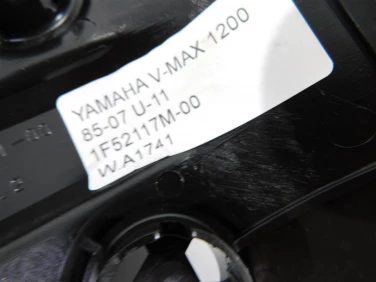 YAMAHA V-MAX 1200
85-07 U-11
1F52117M-00
W.A1741